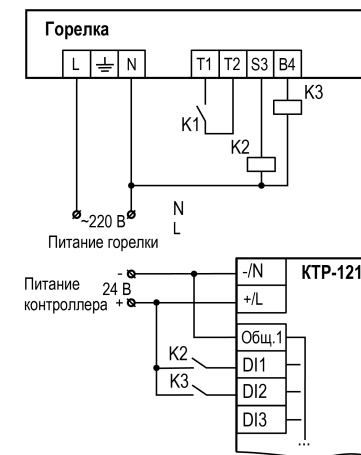 Горелка
L N T1 T2 S3 B4
K1 K2 K3
~220 В N
L
Питание горелки
Питание - 24 В -/N КТР-121
контроллера + +/L
Общ.1
K2 DI1
K3 DI2
DI3
...